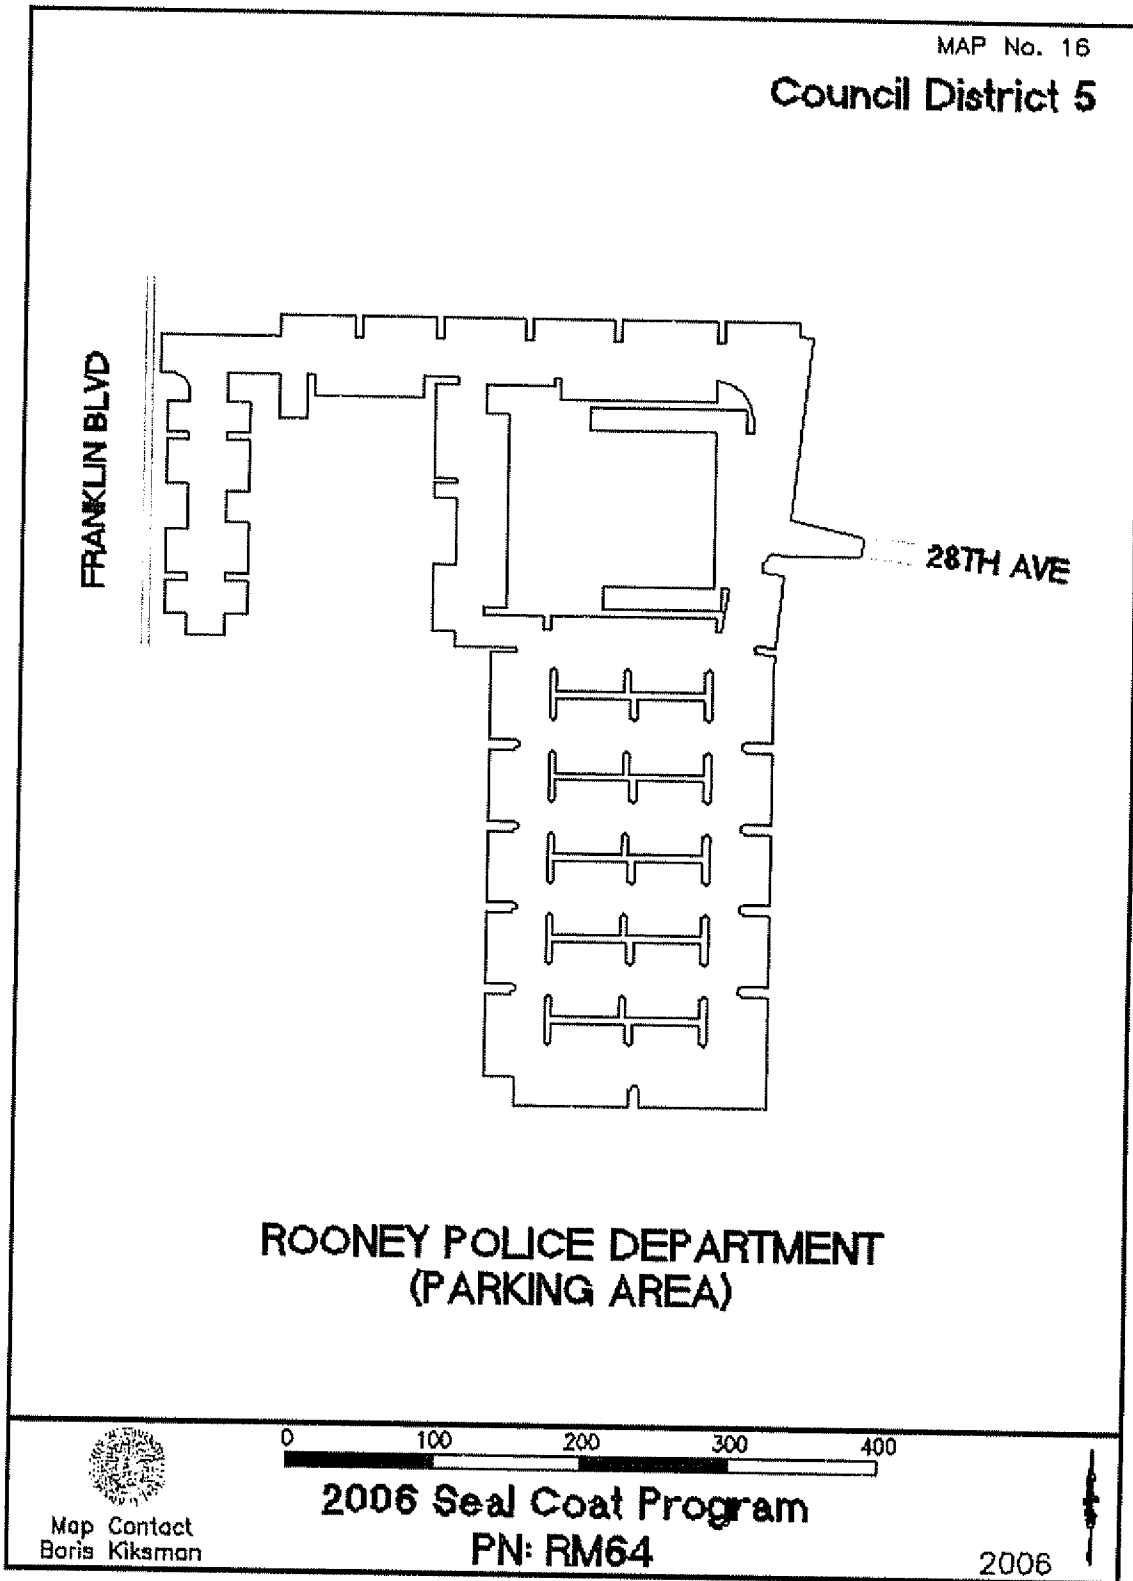 MAP No. 16
Council District 5
FRANKLIN BLVD
28TH AVE
ROONEY POLICE DEPARTMENT
(PARKING AREA)
0 100 200 300 400
2006 Seal Coat Program
PN: RM64
Map Contact
Boris Kiksman
2006